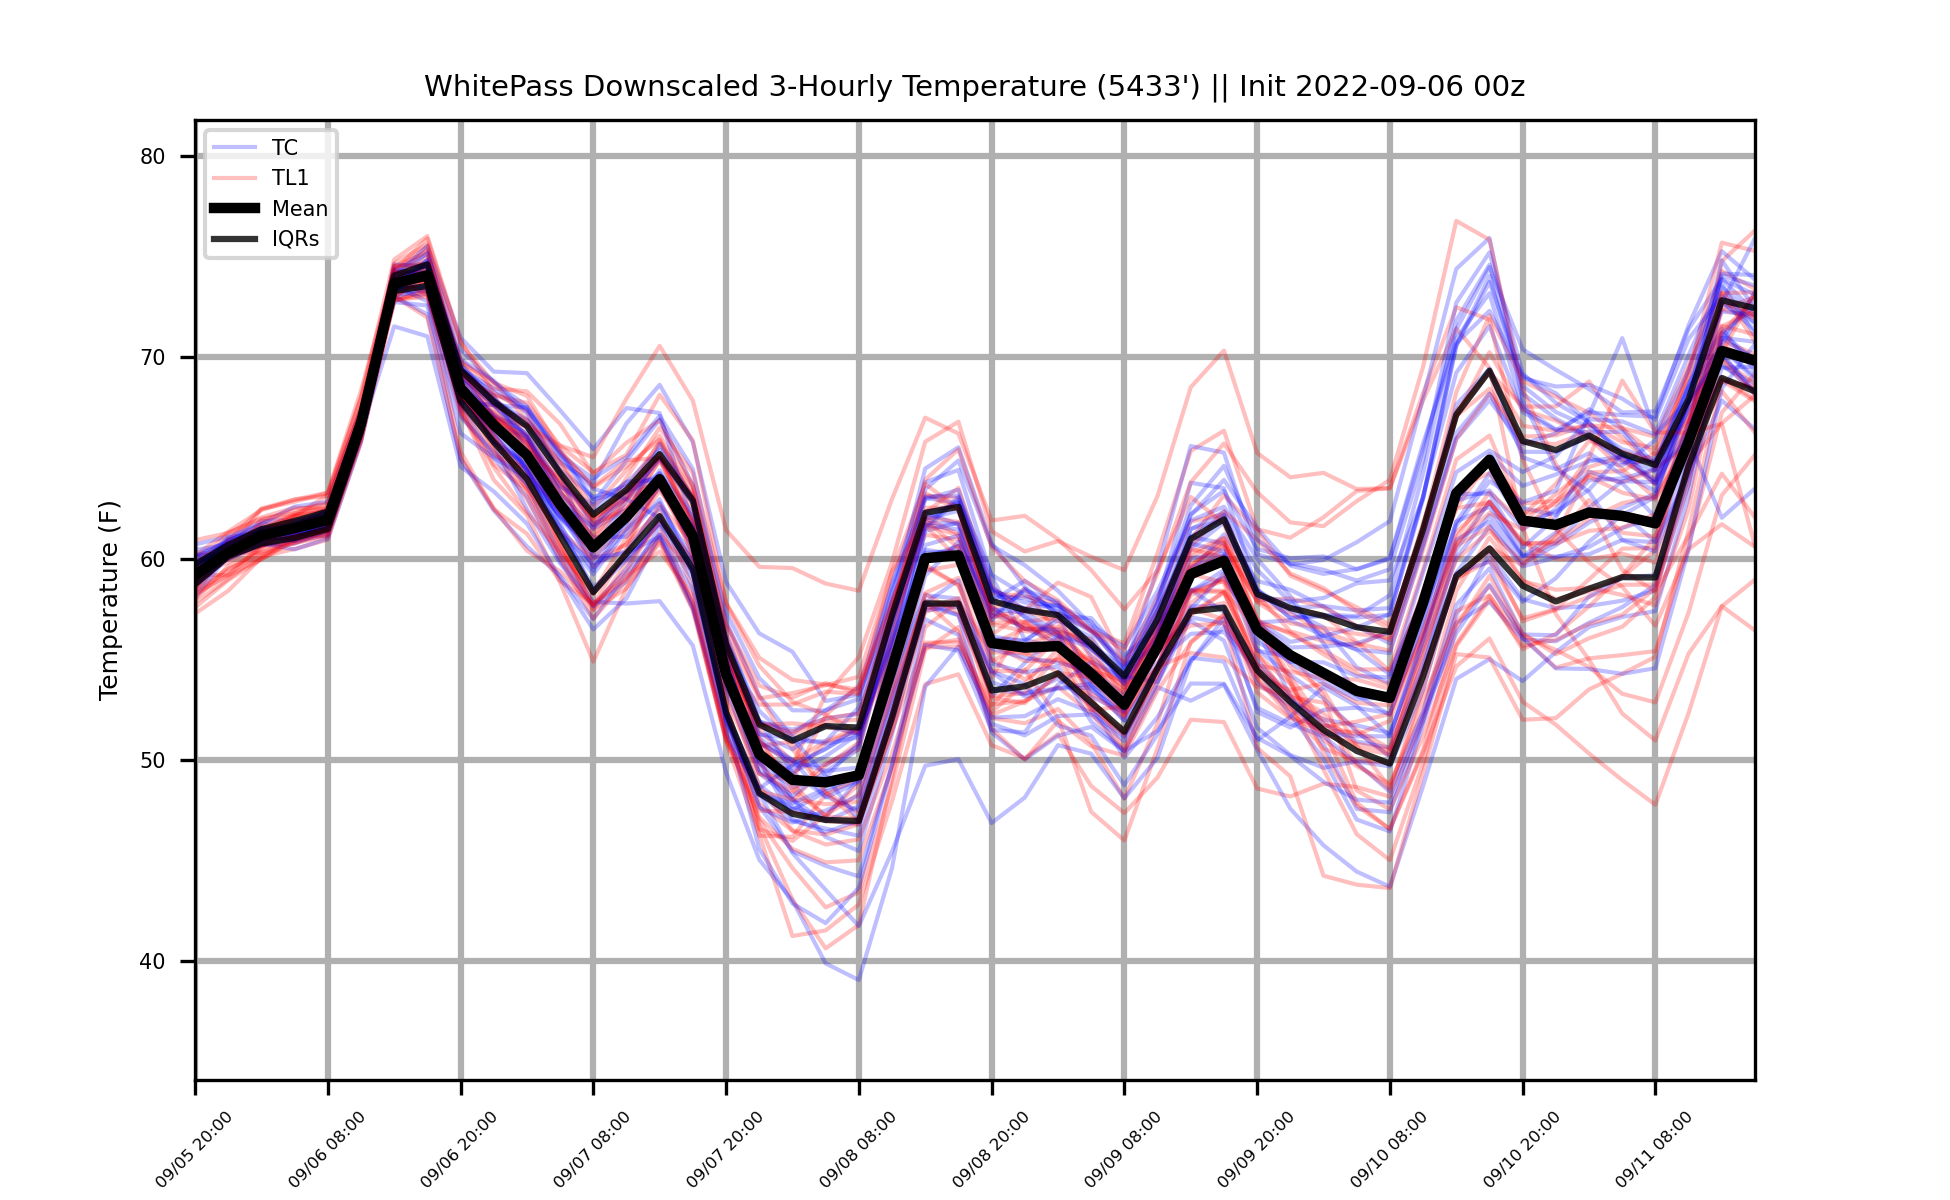 WhitePass Downscaled 3-Hourly Temperature (5433') || Init 2022-09-06 00z
TC
TL1
Mean
IQRs
Temperature (F)
80
70
60
50
40
09/05 20:00
09/06 08:00
09/06 20:00
09/07 08:00
09/07 20:00
09/08 08:00
09/08 20:00
09/09 08:00
09/09 20:00
09/10 08:00
09/10 20:00
09/11 08:00